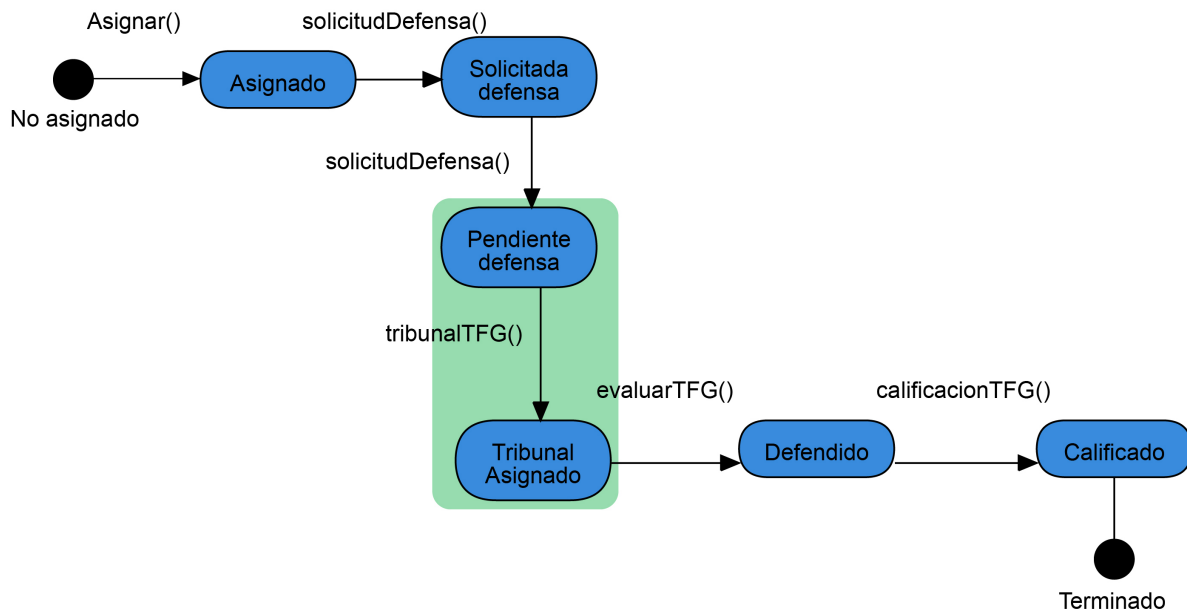 Asignar()
solicitudDefensa()
No asignado
Asignado
Solicitada
defensa
solicitudDefensa()
Pendiente
defensa
tribunalTFG()
Tribunal
Asignado
evaluarTFG()
Defendido
calificacionTFG()
Calificado
Terminado